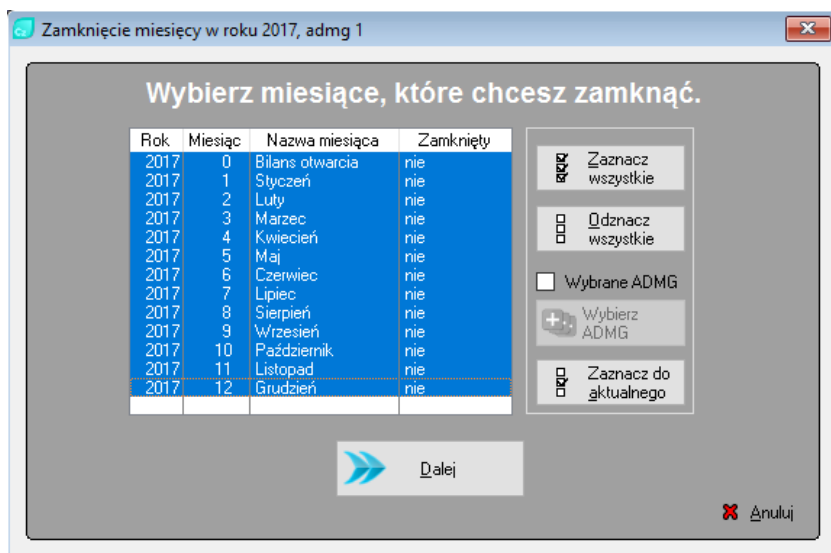 Zamknięcie miesięcy w roku 2017, admg 1
Wybierz miesiące, które chcesz zamknąć.
Rok Miesiąc Nazwa miesiąca Zamknięty
2017 0 Bilans otwarcia nie
2017 1 Styczeń nie
2017 2 Luty nie
2017 3 Marzec nie
2017 4 Kwiecień nie
2017 5 Maj nie
2017 6 Czerwiec nie
2017 7 Lipiec nie
2017 8 Sierpień nie
2017 9 Wrzesień nie
2017 10 Październik nie
2017 11 Listopad nie
2017 12 Grudzień nie
Zaznacz
wszystkie
Odznacz
wszystkie
Wybrane ADMG
Wybierz
ADMG
Zaznacz do
aktualnego
Dalej
Anuluj